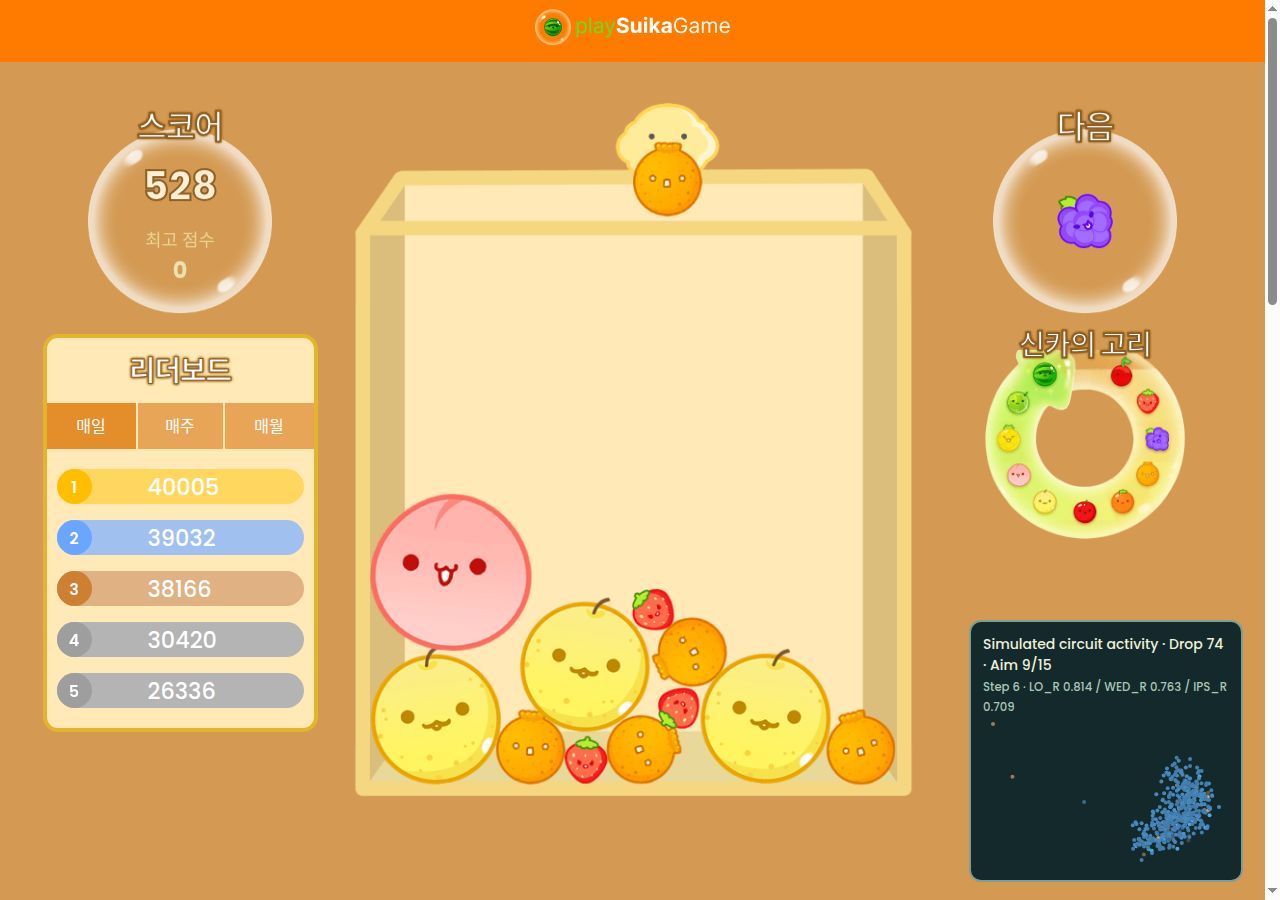 playSuikaGame
스코어
528
최고 점수
0
리더보드
매일 매주 매월
1 40005
2 39032
3 38166
4 30420
5 26336
다음
신카의 고리
Simulated circuit activity · Drop 74
· Aim 9/15
Step 6 · LO_R 0.814 / WED_R 0.763 / IPS_R
0.709